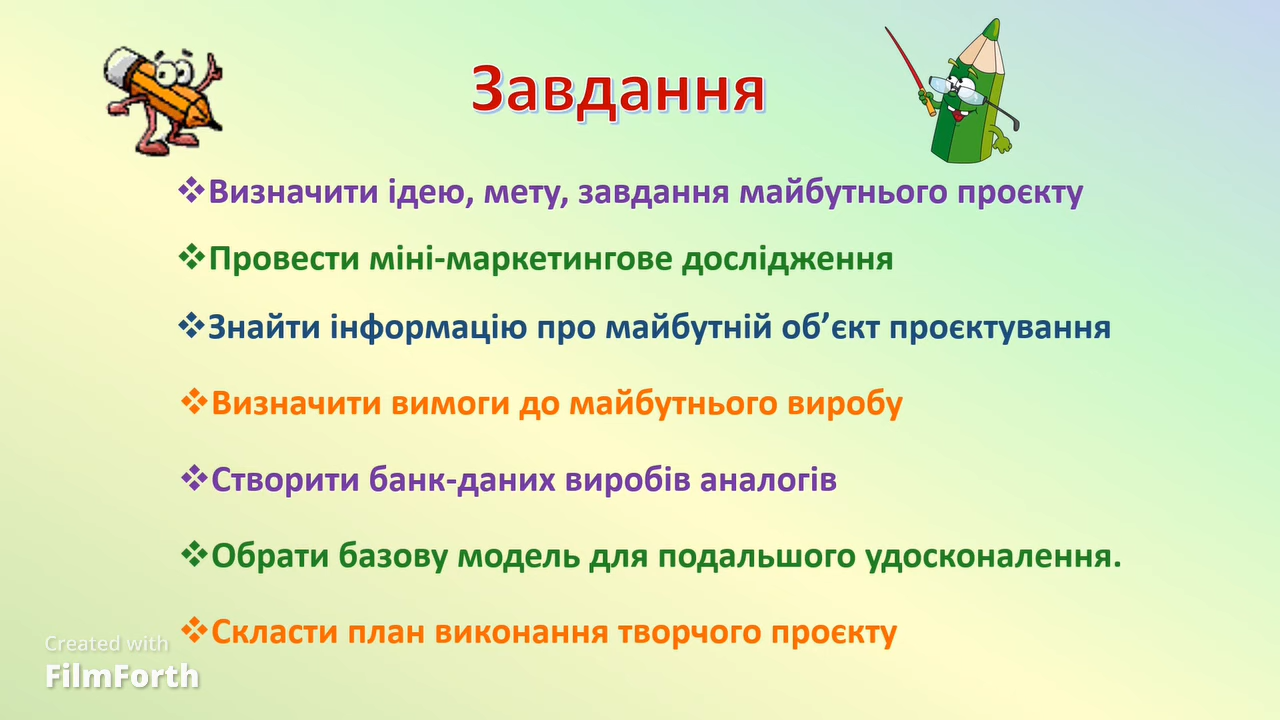 Завдання
❖Визначити ідею, мету, завдання майбутнього проєкту
❖Провести міні-маркетингове дослідження
❖Знайти інформацію про майбутній об’єкт проєктування
❖Визначити вимоги до майбутнього виробу
❖Створити банк-даних виробів аналогів
❖Обрати базову модель для подальшого удосконалення.
❖Скласти план виконання творчого проєкту
Created with
FilmForth